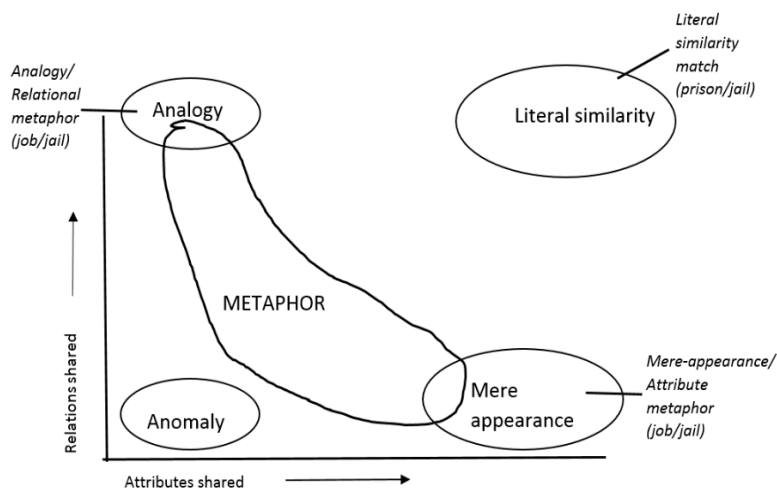 Literal
similarity
match
(prison/jail)
Analogy/
Relational
metaphor
(job/jail)
Analogy
Literal similarity
METAPHOR
Relations shared
Mere-appearance/
Attribute
metaphor
(job/jail)
Mere
appearance
Anomaly
Attributes shared